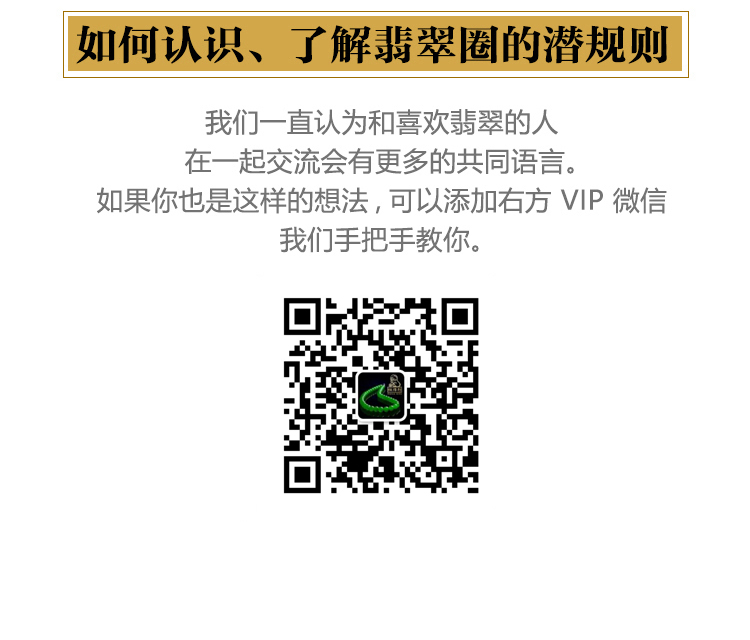 如何认识、了解翡翠圈的潜规则
我们一直认为和喜欢翡翠的人
在一起交流会有更多的共同语言。
如果你也是这样的想法,可以添加右方 VIP 微信
我们手把手教你。